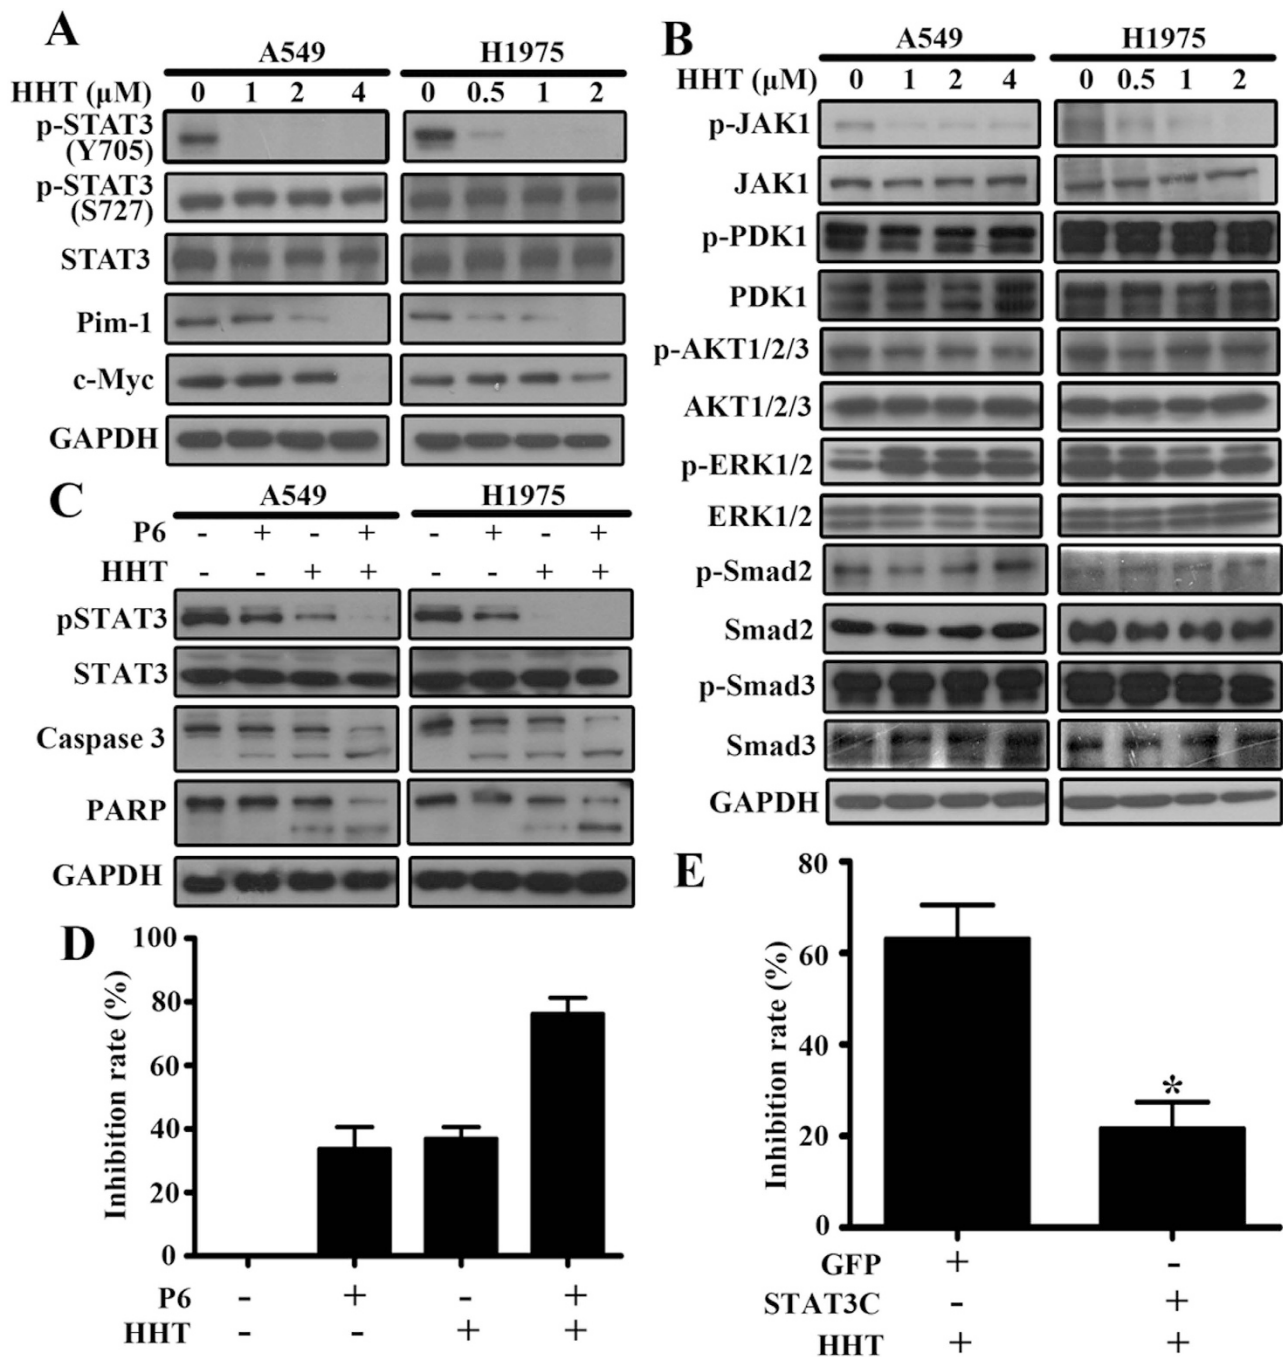 A
A549 H1975
HHT (μM) 0 1 2 4 0 0.5 1 2
p-STAT3
(Y705)
p-STAT3
(S727)
STAT3
Pim-1
c-Myc
GAPDH
B
A549 H1975
HHT (μM) 0 1 2 4 0 0.5 1 2
p-JAK1
JAK1
p-PDK1
PDK1
p-AKT1/2/3
AKT1/2/3
p-ERK1/2
ERK1/2
p-Smad2
Smad2
p-Smad3
Smad3
GAPDH
C
A549 H1975
P6 - + - + - + - +
HHT - - + + - - + +
pSTAT3
STAT3
Caspase 3
PARP
GAPDH
D
Inhibition rate (%)
100
80
60
40
20
0
P6 - + - +
HHT - - + +
E
Inhibition rate (%)
80
60
40
20
0
*
GFP + -
STAT3C - +
HHT + +